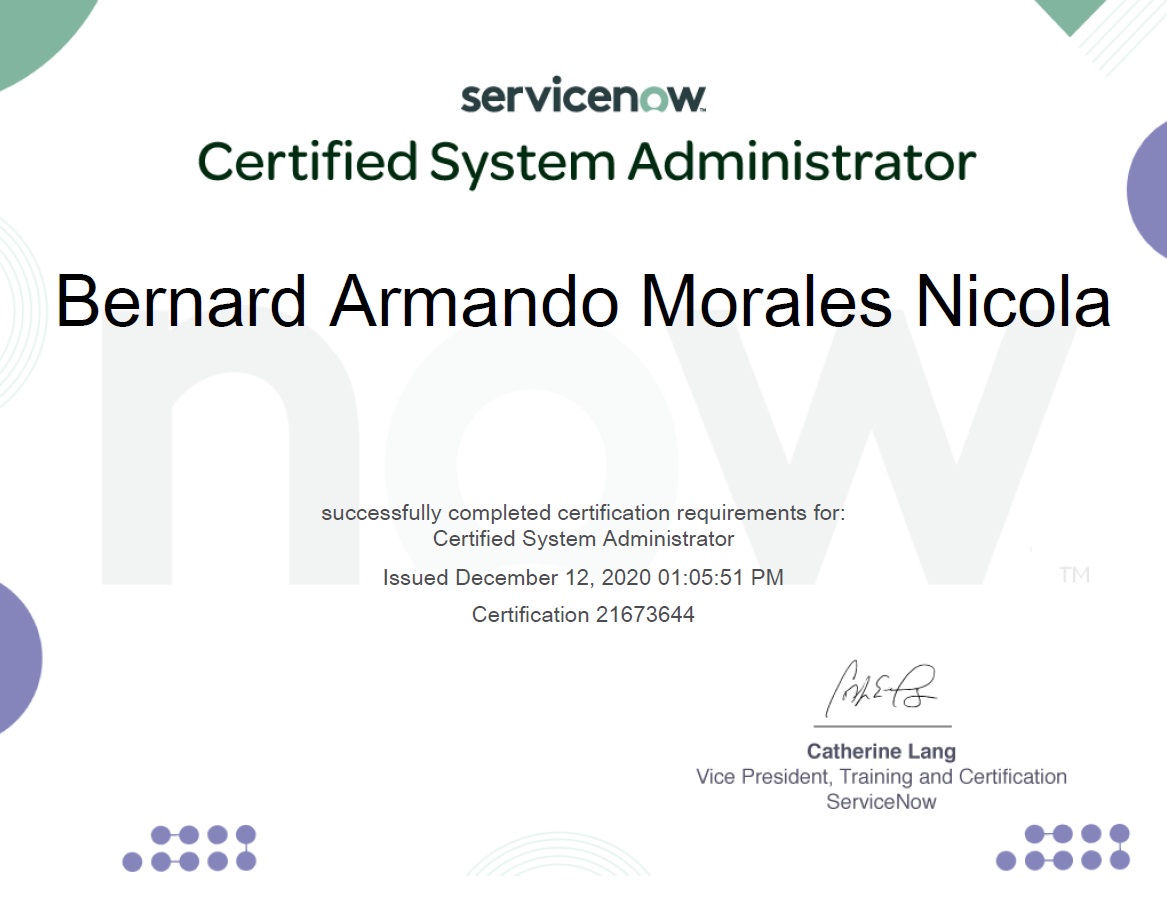 servicenow™
Certified System Administrator
Bernard Armando Morales Nicola
now™
successfully completed certification requirements for:
Certified System Administrator
Issued December 12, 2020 01:05:51 PM
Certification 21673644
Catherine Lang
Vice President, Training and Certification
ServiceNow